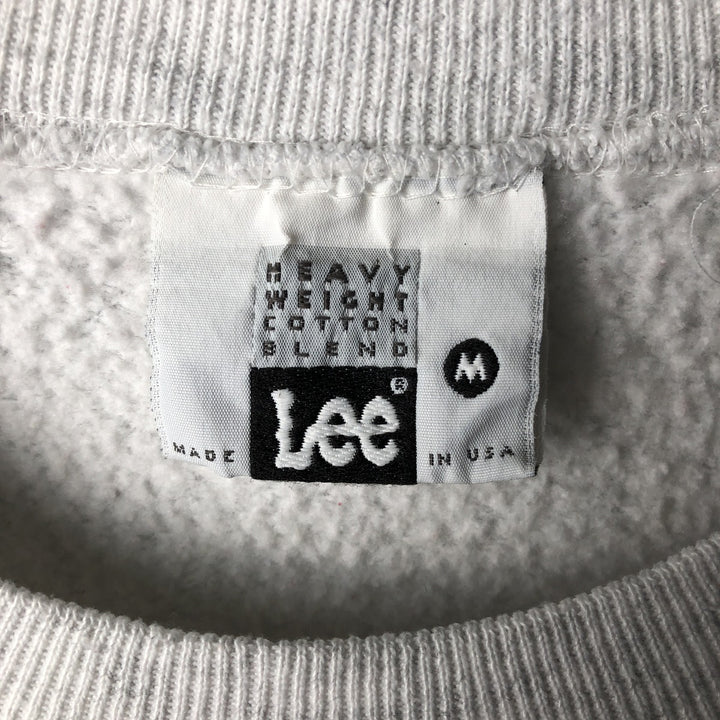 HEAVY
WEIGHT
COTTON
BLEND
M
Lee®
MADE IN USA